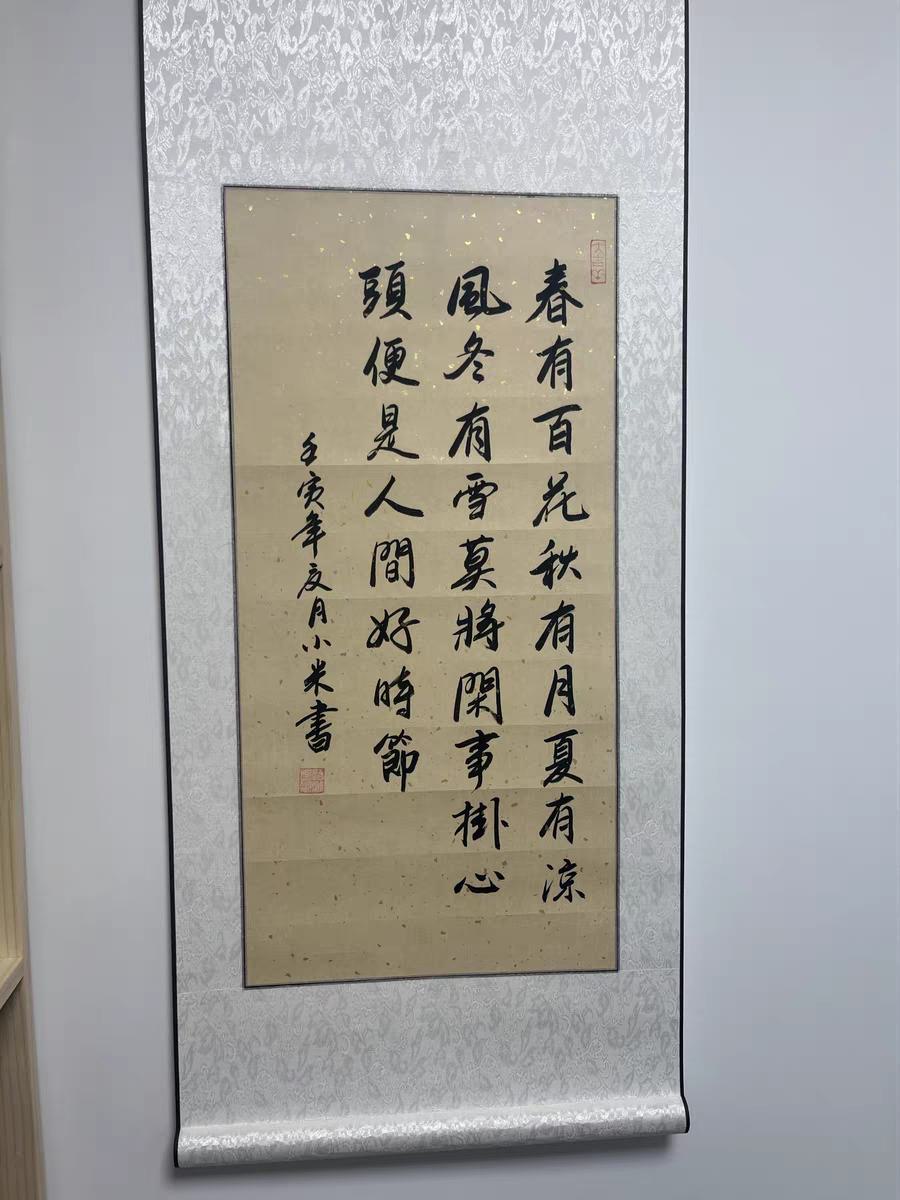 春有百花秋有月夏有涼
風冬有雪莫將閑事掛心
頭便是人間好時節
壬寅年亥月小米書